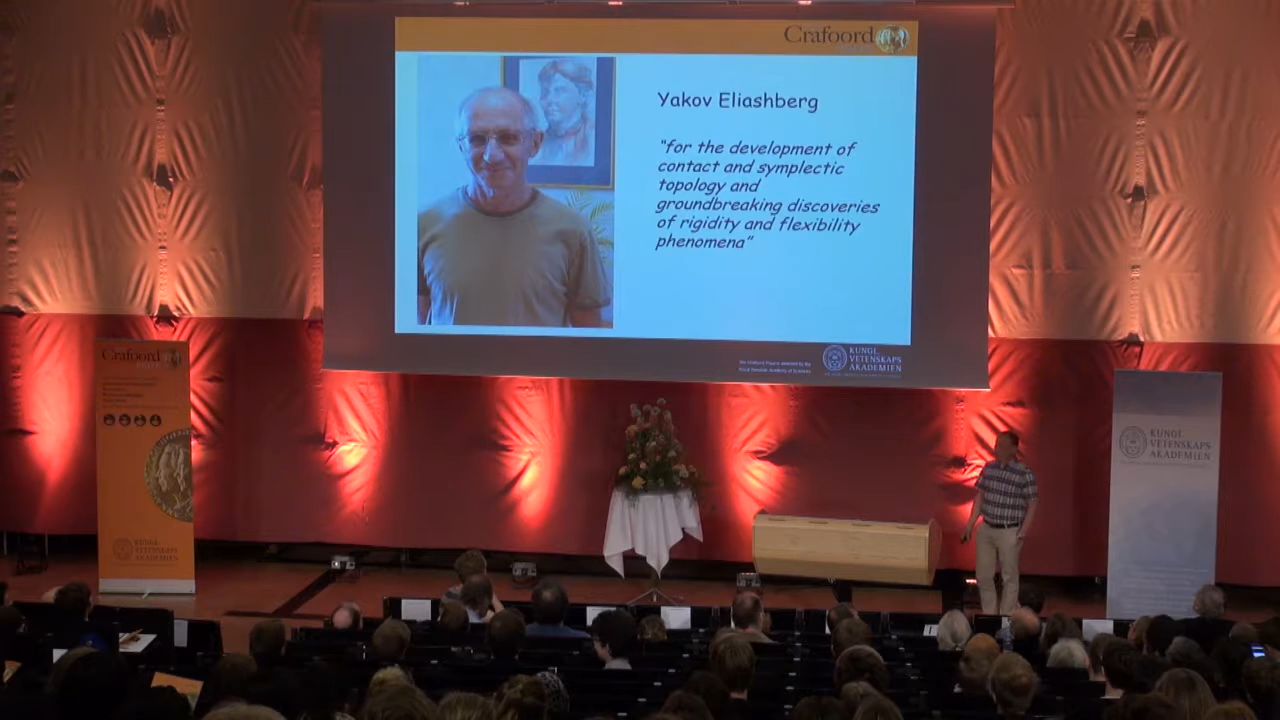 Crafoord
Yakov Eliashberg
"for the development of
contact and symplectic
topology and
groundbreaking discoveries
of rigidity and flexibility
phenomena"
KUNGL.
VETENSKAPS
AKADEMIEN
Crafoord
KUNGL.
VETENSKAPS
AKADEMIEN
KUNGL.
VETENSKAPS
AKADEMIEN